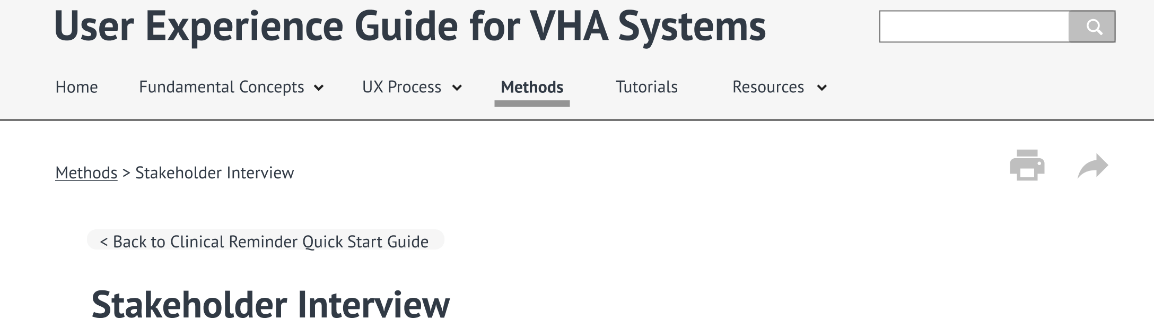 User Experience Guide for VHA Systems
Home Fundamental Concepts UX Process Methods Tutorials Resources
Methods > Stakeholder Interview
< Back to Clinical Reminder Quick Start Guide
Stakeholder Interview